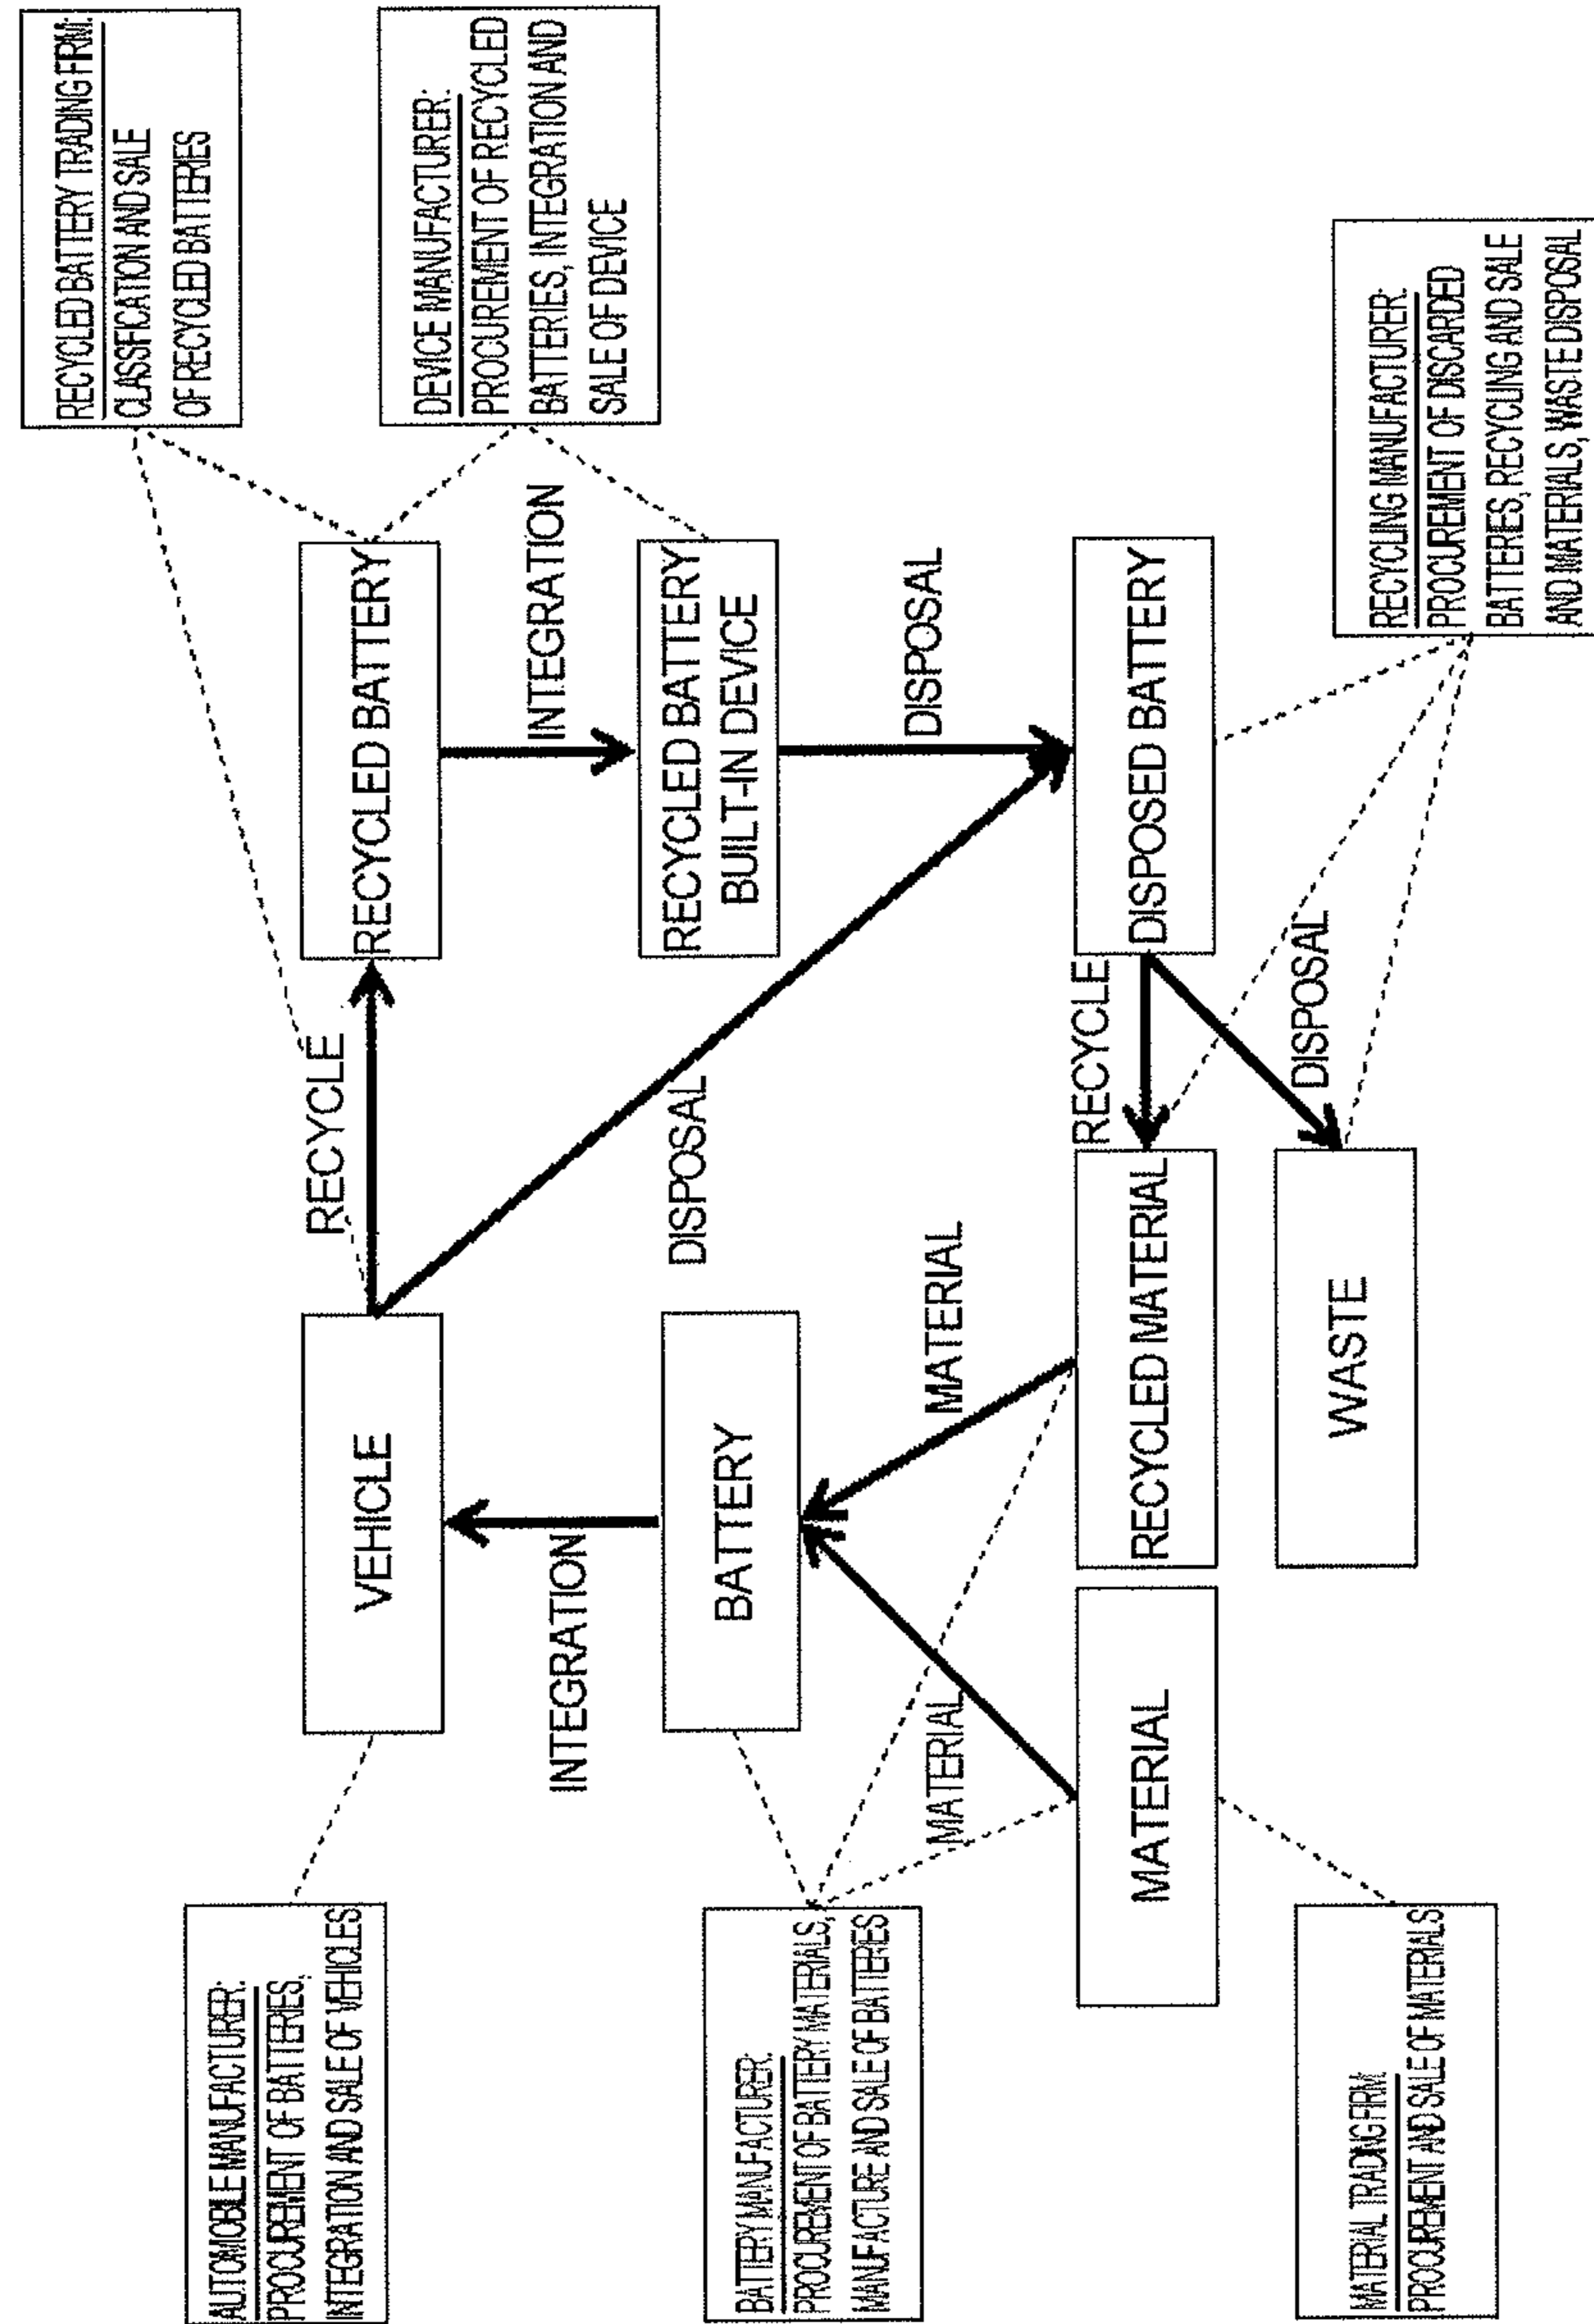 AUTOMOBILE MANUFACTURER:
PROCUREMENT OF BATTERIES,
INTEGRATION AND SALE OF VEHICLES
VEHICLE
RECYCLE
RECYCLED BATTERY
RECYCLED BATTERY TRADING FIRM:
CLASSFICATION AND SALE
OF RECYCLED BATTERIES
INTEGRATION
INTEGRATION
DEVICE MANUFACTURER:
PROCUREMENT OF RECYCLED
BATTERIES, INTEGRATION AND
SALE OF DEVICE
BATTERY MANUFACTURER:
PROCUREMENT OF BATTERY MATERIALS,
MANUFACTURE AND SALE OF BATTERIES
BATTERY
DISPOSAL
RECYCLED BATTERY
BUILT-IN DEVICE
MATERIAL
MATERIAL
DISPOSAL
MATERIAL
RECYCLED MATERIAL
RECYCLE
DISPOSED BATTERY
WASTE
DISPOSAL
MATERIAL TRADING FIRM:
PROCUREMENT AND SALE OF MATERIALS
RECYCLING MANUFACTURER:
PROCUREMENT OF DISCARDED
BATTERIES, RECYCLING AND SALE
AND MATERIALS, WASTE DISPOSAL